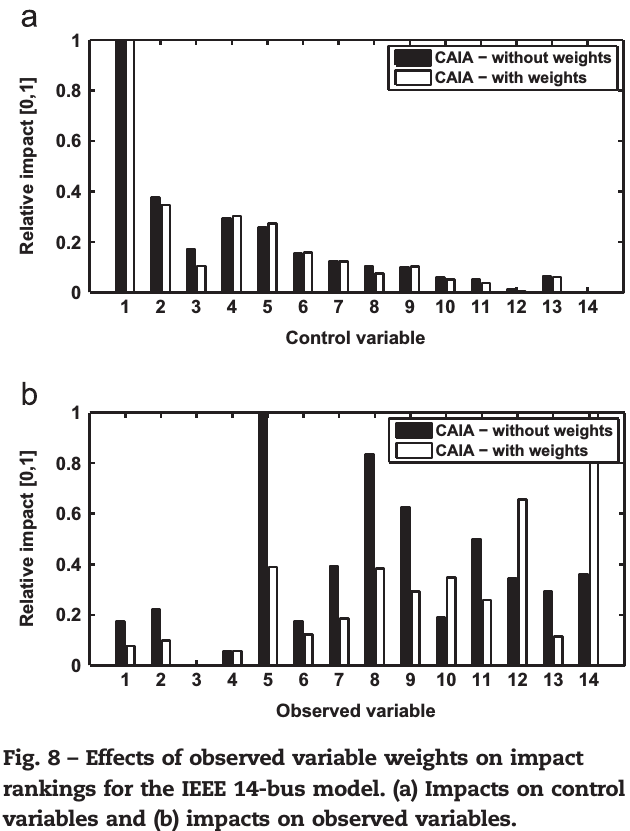 a
1
CAIA − without weights
CAIA − with weights
0.8
0.6
0.4
0.2
0
Relative impact [0,1]
1 2 3 4 5 6 7 8 9 10 11 12 13 14
Control variable
b
1
CAIA − without weights
CAIA − with weights
0.8
0.6
0.4
0.2
0
Relative impact [0,1]
1 2 3 4 5 6 7 8 9 10 11 12 13 14
Observed variable
Fig. 8 – Effects of observed variable weights on impact
rankings for the IEEE 14-bus model. (a) Impacts on control
variables and (b) impacts on observed variables.